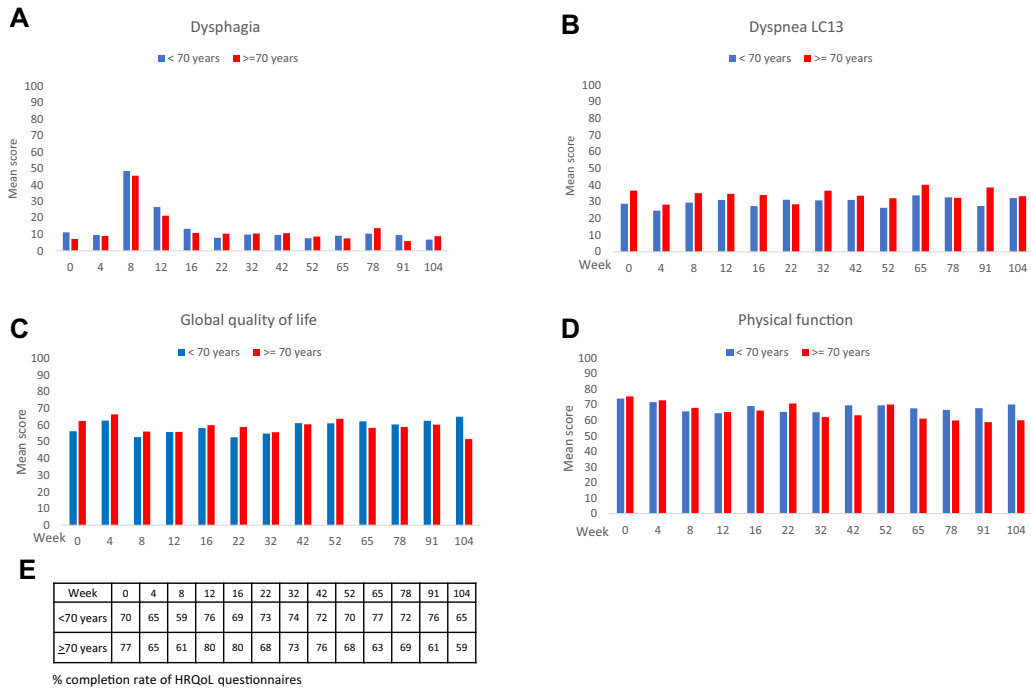 A
Dysphagia
< 70 years >=70 years
Mean score
100
90
80
70
60
50
40
30
20
10
0
0 4 8 12 16 22 32 42 52 65 78 91 104
B
Dyspnea LC13
< 70 years >= 70 years
Mean score
100
90
80
70
60
50
40
30
20
10
0
Week 0 4 8 12 16 22 32 42 52 65 78 91 104
C
Global quality of life
< 70 years >= 70 years
Mean score
100
90
80
70
60
50
40
30
20
10
0
Week 0 4 8 12 16 22 32 42 52 65 78 91 104
D
Physical function
< 70 years >= 70 years
Mean score
100
90
80
70
60
50
40
30
20
10
0
Week 0 4 8 12 16 22 32 42 52 65 78 91 104
E
Week 0 4 8 12 16 22 32 42 52 65 78 91 104
<70 years 70 65 59 76 69 73 74 72 70 77 72 76 65
≥70 years 77 65 61 80 80 68 73 76 68 63 69 61 59
% completion rate of HRQoL questionnaires